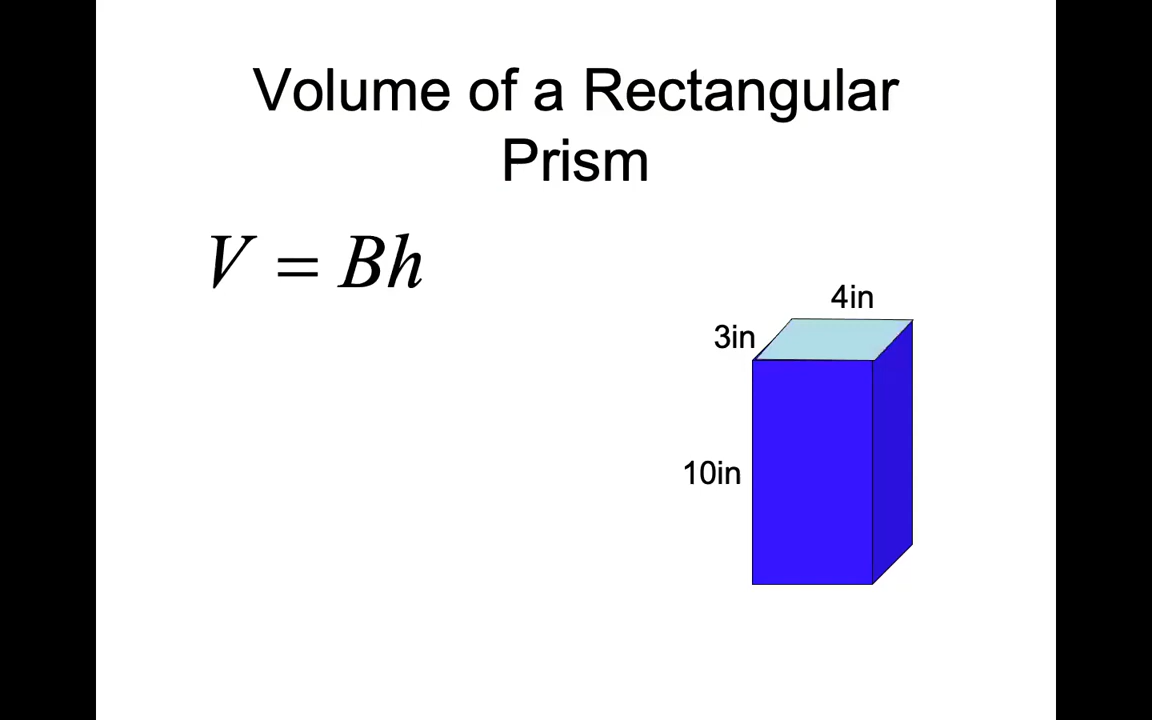 Volume of a Rectangular
Prism
V = Bh
4in
3in
10in